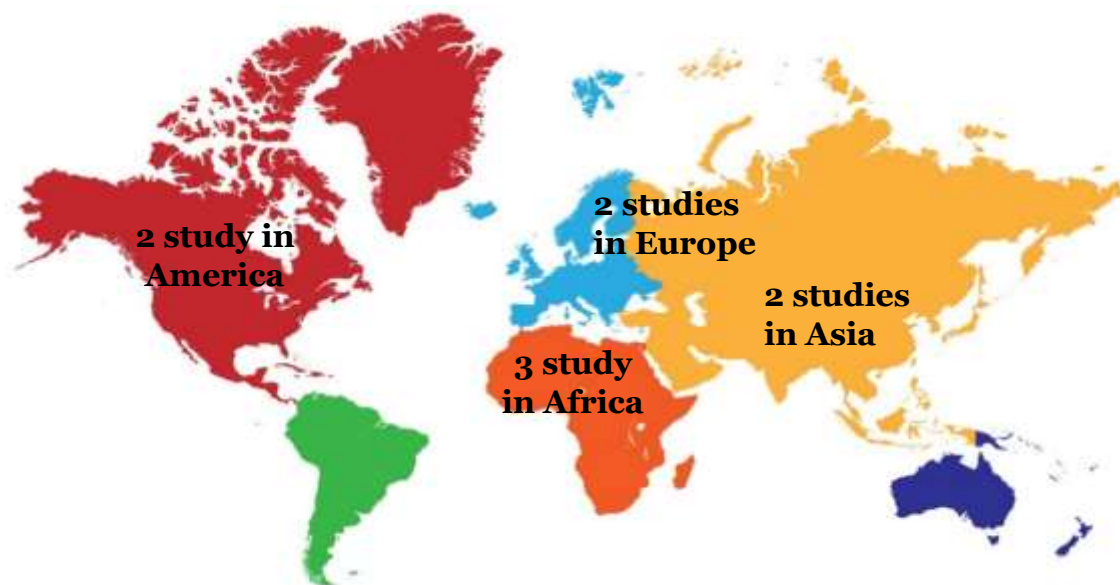 2 study in
America
2 studies
in Europe
2 studies
in Asia
3 study
in Africa